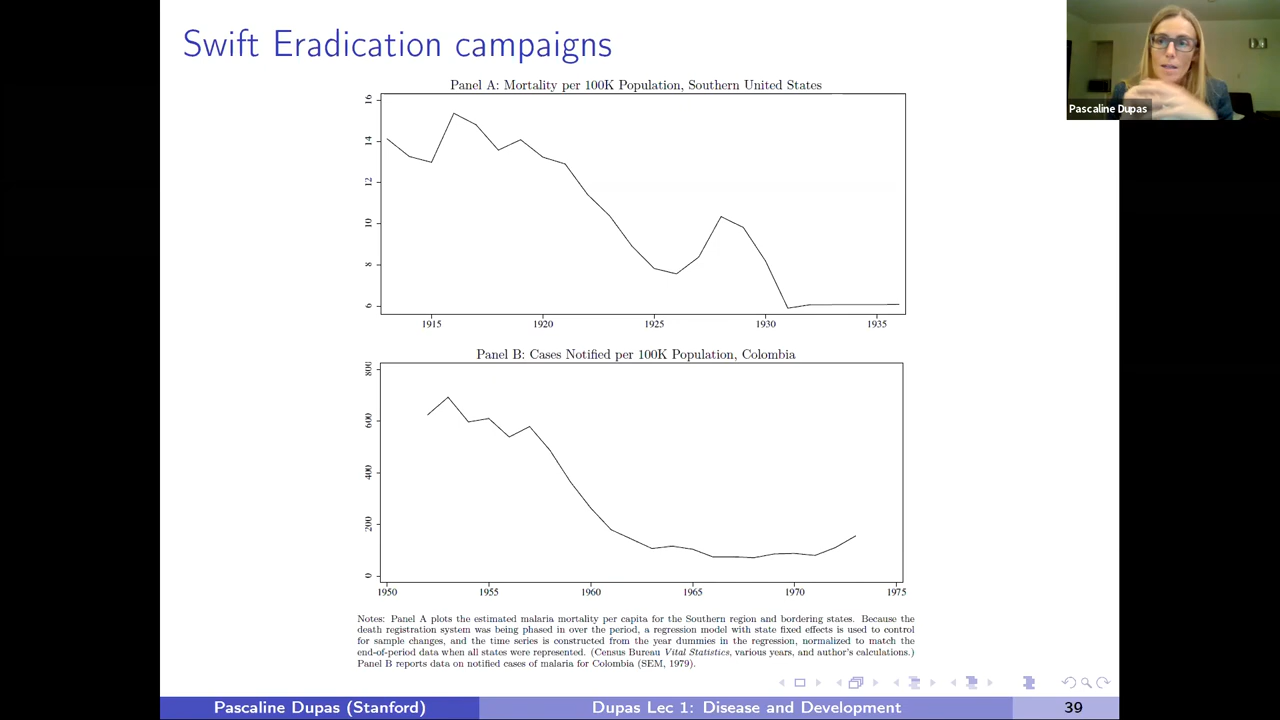 Swift Eradication campaigns
Pascaline Dupas
Panel A: Mortality per 100K Population, Southern United States
16
14
12
10
8
6
1915 1920 1925 1930 1935
Panel B: Cases Notified per 100K Population, Colombia
800
600
400
200
0
1950 1955 1960 1965 1970 1975
Notes: Panel A plots the estimated malaria mortality per capita for the Southern region and bordering states. Because the
death registration system was being phased in over the period, a regression model with state fixed effects is used to control
for sample changes, and the time series is constructed from the year dummies in the regression, normalized to match the
end-of-period data when all states were represented. (Census Bureau Vital Statistics, various years, and author's calculations.)
Panel B reports data on notified cases of malaria for Colombia (SEM, 1979).
Pascaline Dupas (Stanford) Dupas Lec 1: Disease and Development 39